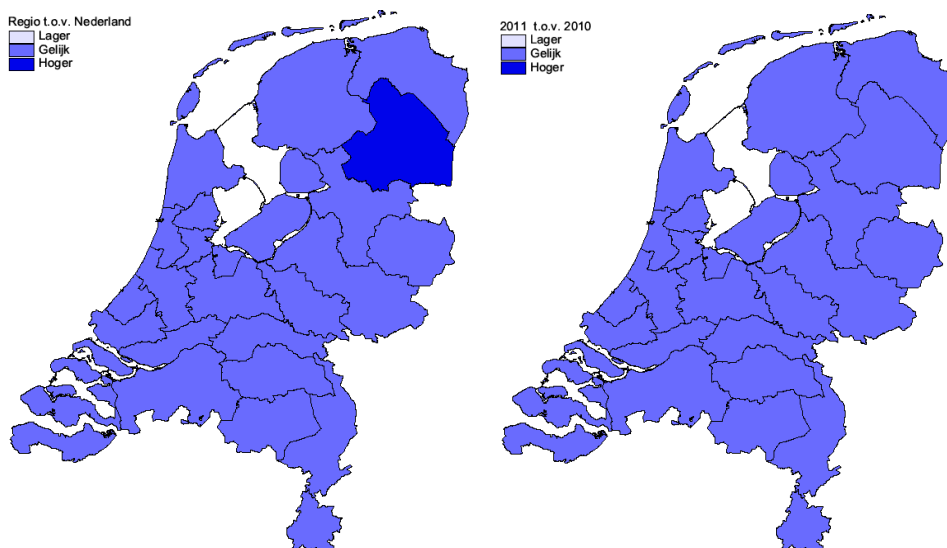 Regio t.o.v. Nederland
Lager
Gelijk
Hoger
2011 t.o.v. 2010
Lager
Gelijk
Hoger